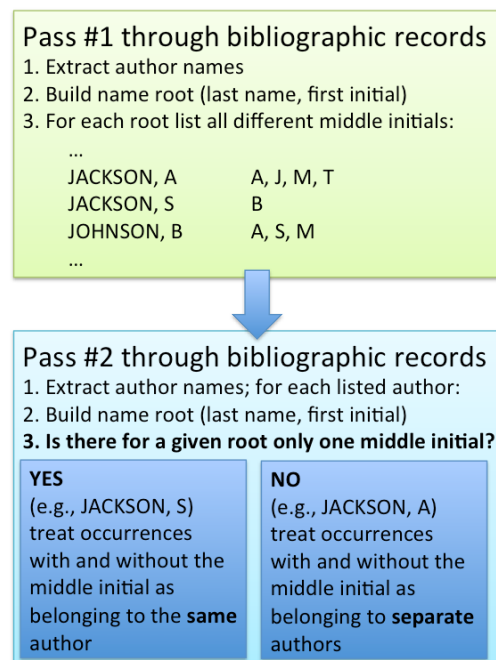 Pass #1 through bibliographic records
1. Extract author names
2. Build name root (last name, first initial)
3. For each root list all different middle initials:
...
JACKSON, A A, J, M, T
JACKSON, S B
JOHNSON, B A, S, M
...
Pass #2 through bibliographic records
1. Extract author names; for each listed author:
2. Build name root (last name, first initial)
3. Is there for a given root only one middle initial?
YES
(e.g., JACKSON, S)
treat occurrences
with and without the
middle initial as
belonging to the same
author
NO
(e.g., JACKSON, A)
treat occurrences
with and without the
middle initial as
belonging to separate
authors